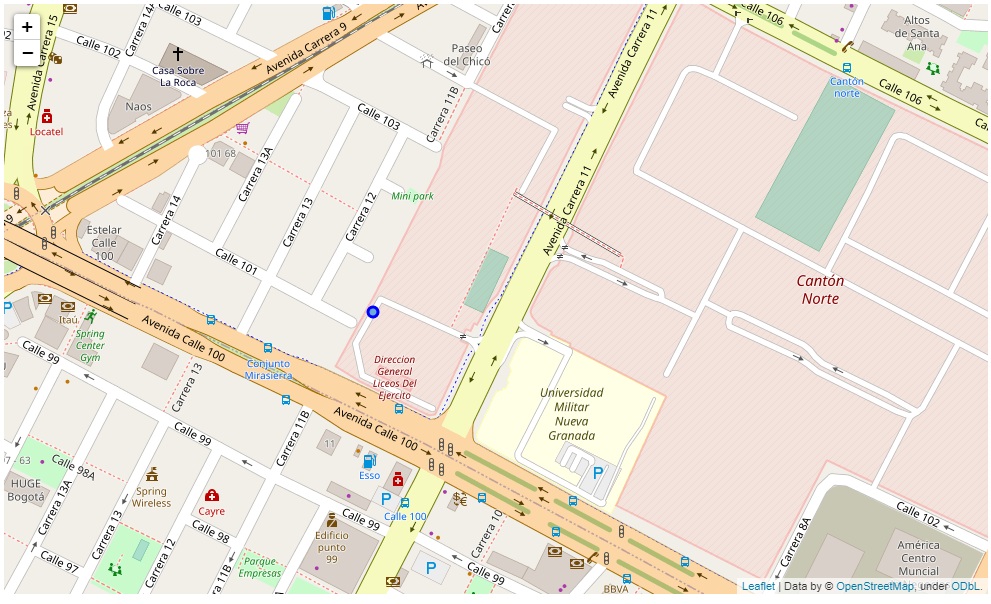 +
−
Avenida Carrera 15
Calle 103
Carrera 14A
Calle 102
Casa Sobre
La Roca
Naos
Locatel
Avenida Carrera 9
Paseo
del Chicó
Carrera 11B
Calle 103
Avenida Carrera 11
Calle 106
Altos
de Santa
Ana
Cantón
norte
Calle 106
101 68
Carrera 13A
Mini park
Carrera 14
Carrera 13
Carrera 12
Avenida Carrera 11
Estelar
Calle
100
Calle 101
Cantón
Norte
Itaú
Spring
Center
Gym
Avenida Calle 100
Conjunto
Mirasierra
Direccion
General
Liceos Del
Ejercito
Universidad
Militar
Nueva
Granada
Calle 99
Carrera 13
Avenida Calle 100
Calle 99
Carrera 11B
11
Esso
P
P
Calle 100
Calle 98A
HUGE
Bogotá
Carrera 13A
Spring
Wireless
Cayre
Calle 98
Carrera 13
Carrera 12
Calle 97
11B
Parque
Empresas
Edificio
punto
99
Calle 99
Carrera 10
Calle 99
P
BBVA
Carrera 8A
Calle 102
América
Centro
Muncial
Leaflet | Data by © OpenStreetMap, under ODbL.